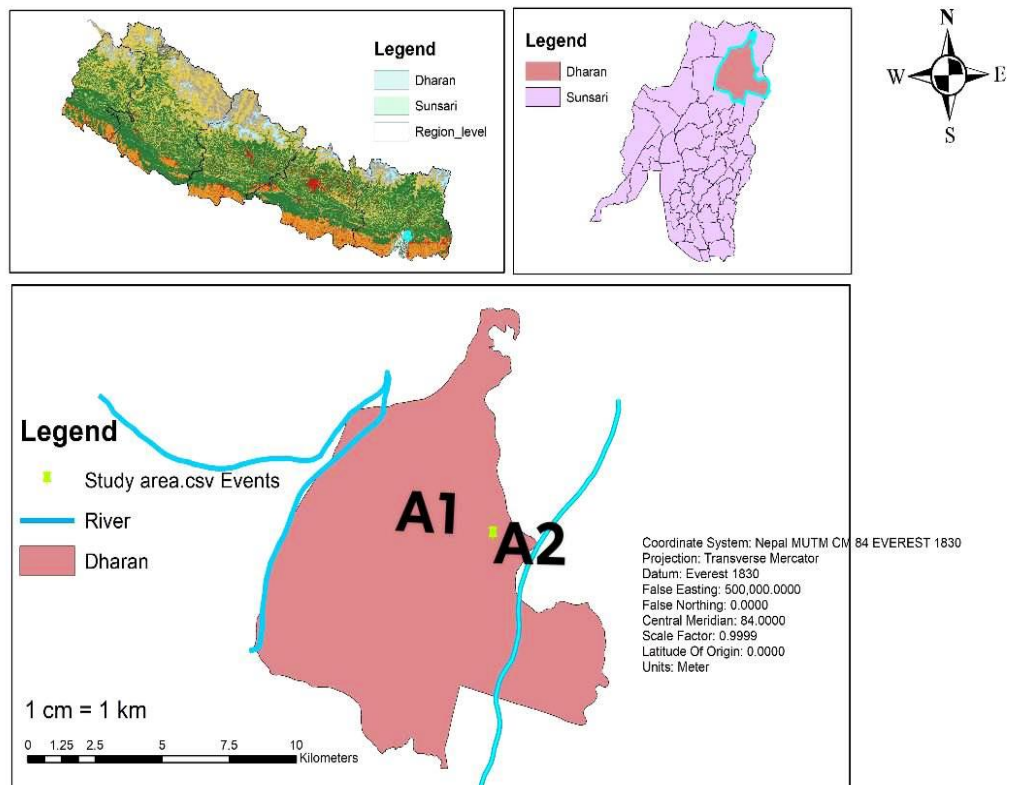 Legend
Dharan
Sunsari
Region_level
Legend
Dharan
Sunsari
N
W E
S
Legend
Study area.csv Events
River
Dharan
A1
A2
Coordinate System: Nepal MUTM CM 84 EVEREST 1830
Projection: Transverse Mercator
Datum: Everest 1830
False Easting: 500,000.0000
False Northing: 0.0000
Central Meridian: 84.0000
Scale Factor: 0.9999
Latitude Of Origin: 0.0000
Units: Meter
1 cm = 1 km
0 1.25 2.5 5 7.5 10
Kilometers